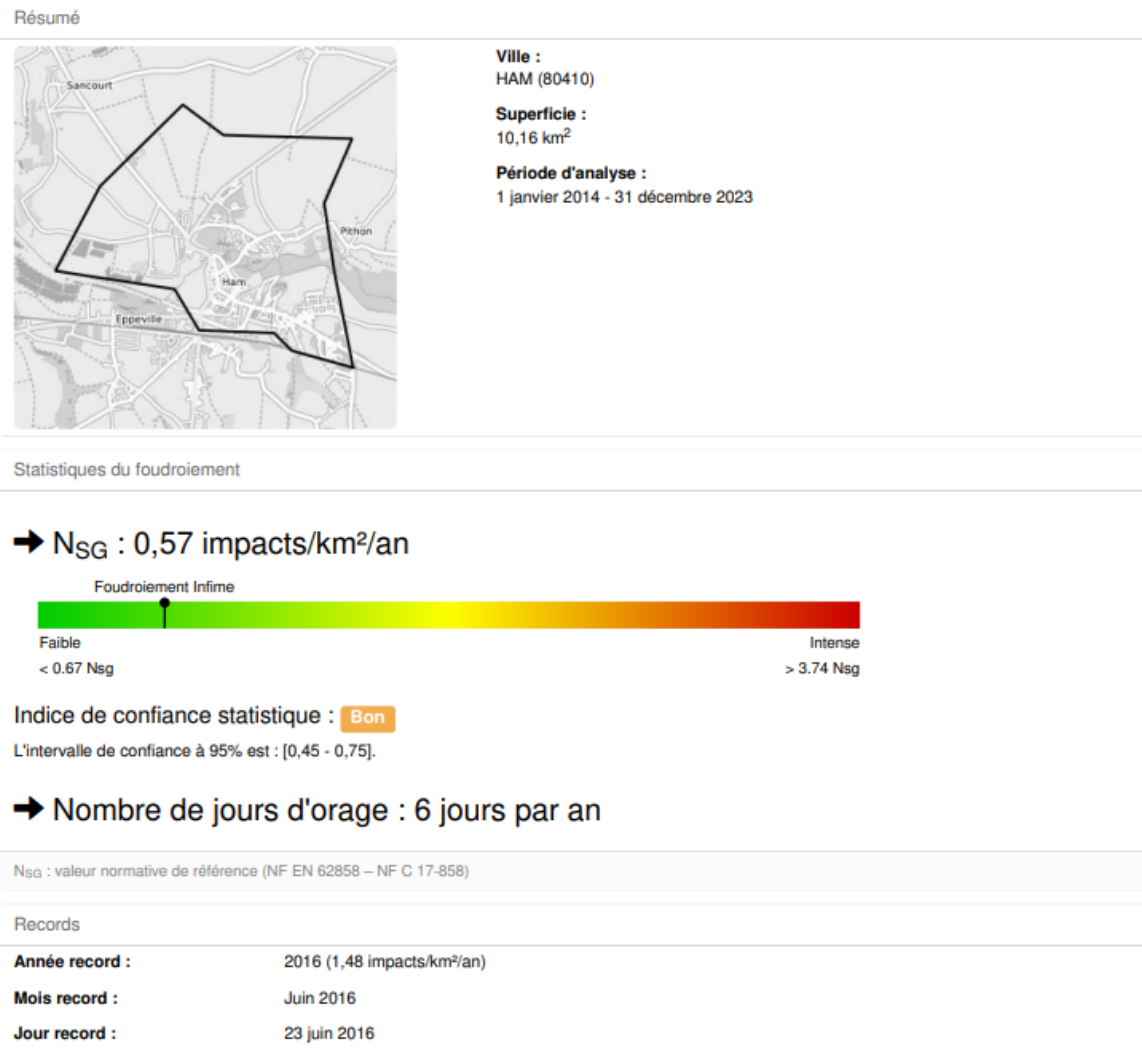 Résumé
Sancourt
Pithon
Ham
Eppeville
Ville :
HAM (80410)
Superficie :
10,16 km²
Période d'analyse :
1 janvier 2014 - 31 décembre 2023
Statistiques du foudroiement
➔ NSG : 0,57 impacts/km²/an
Foudroiement Infime
Faible Intense
< 0.67 Nsg > 3.74 Nsg
Indice de confiance statistique : Bon
L'intervalle de confiance à 95% est : [0,45 - 0,75].
➔ Nombre de jours d'orage : 6 jours par an
NSG : valeur normative de référence (NF EN 62858 – NF C 17-858)
Records
Année record : 2016 (1,48 impacts/km²/an)
Mois record : Juin 2016
Jour record : 23 juin 2016